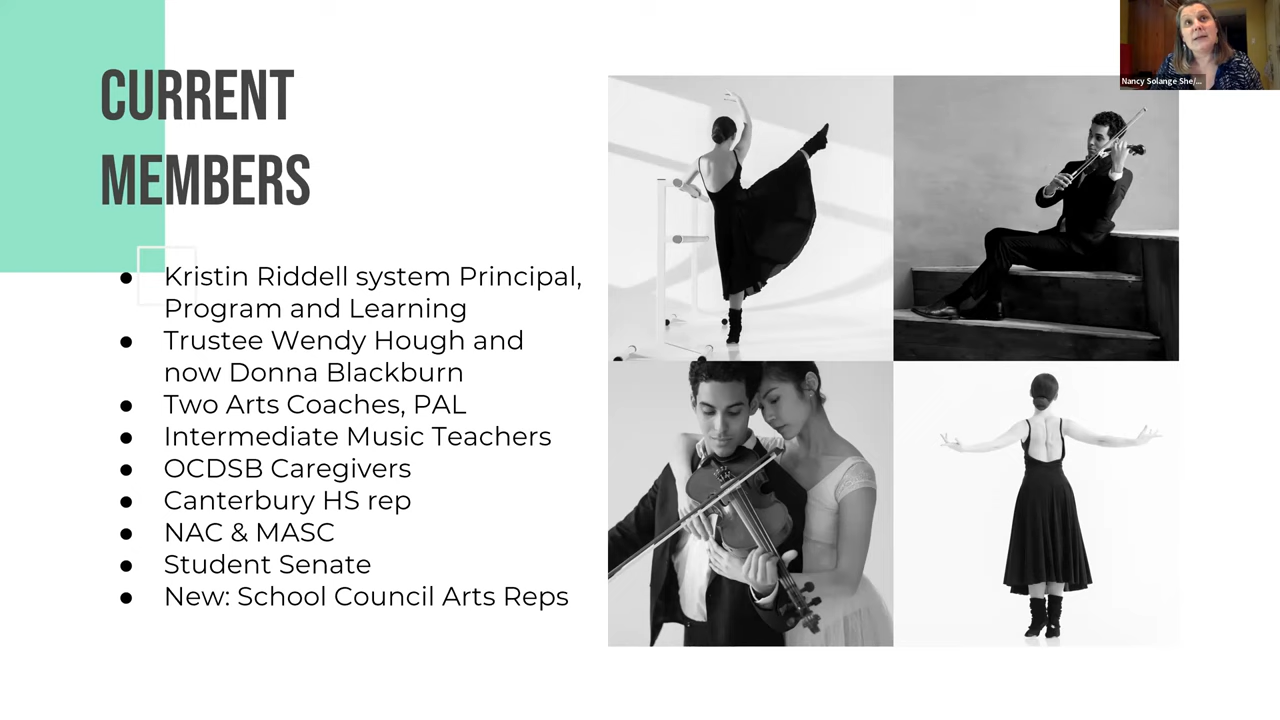 CURRENT
MEMBERS
● Kristin Riddell system Principal,
Program and Learning
● Trustee Wendy Hough and
now Donna Blackburn
● Two Arts Coaches, PAL
● Intermediate Music Teachers
● OCDSB Caregivers
● Canterbury HS rep
● NAC & MASC
● Student Senate
● New: School Council Arts Reps
Nancy Solange She/...